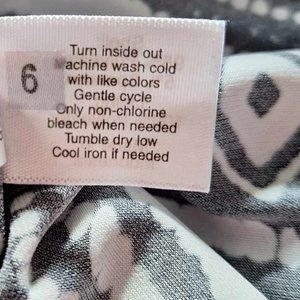 Turn inside out
Machine wash cold
with like colors
Gentle cycle
Only non-chlorine
bleach when needed
Tumble dry low
Cool iron if needed
6